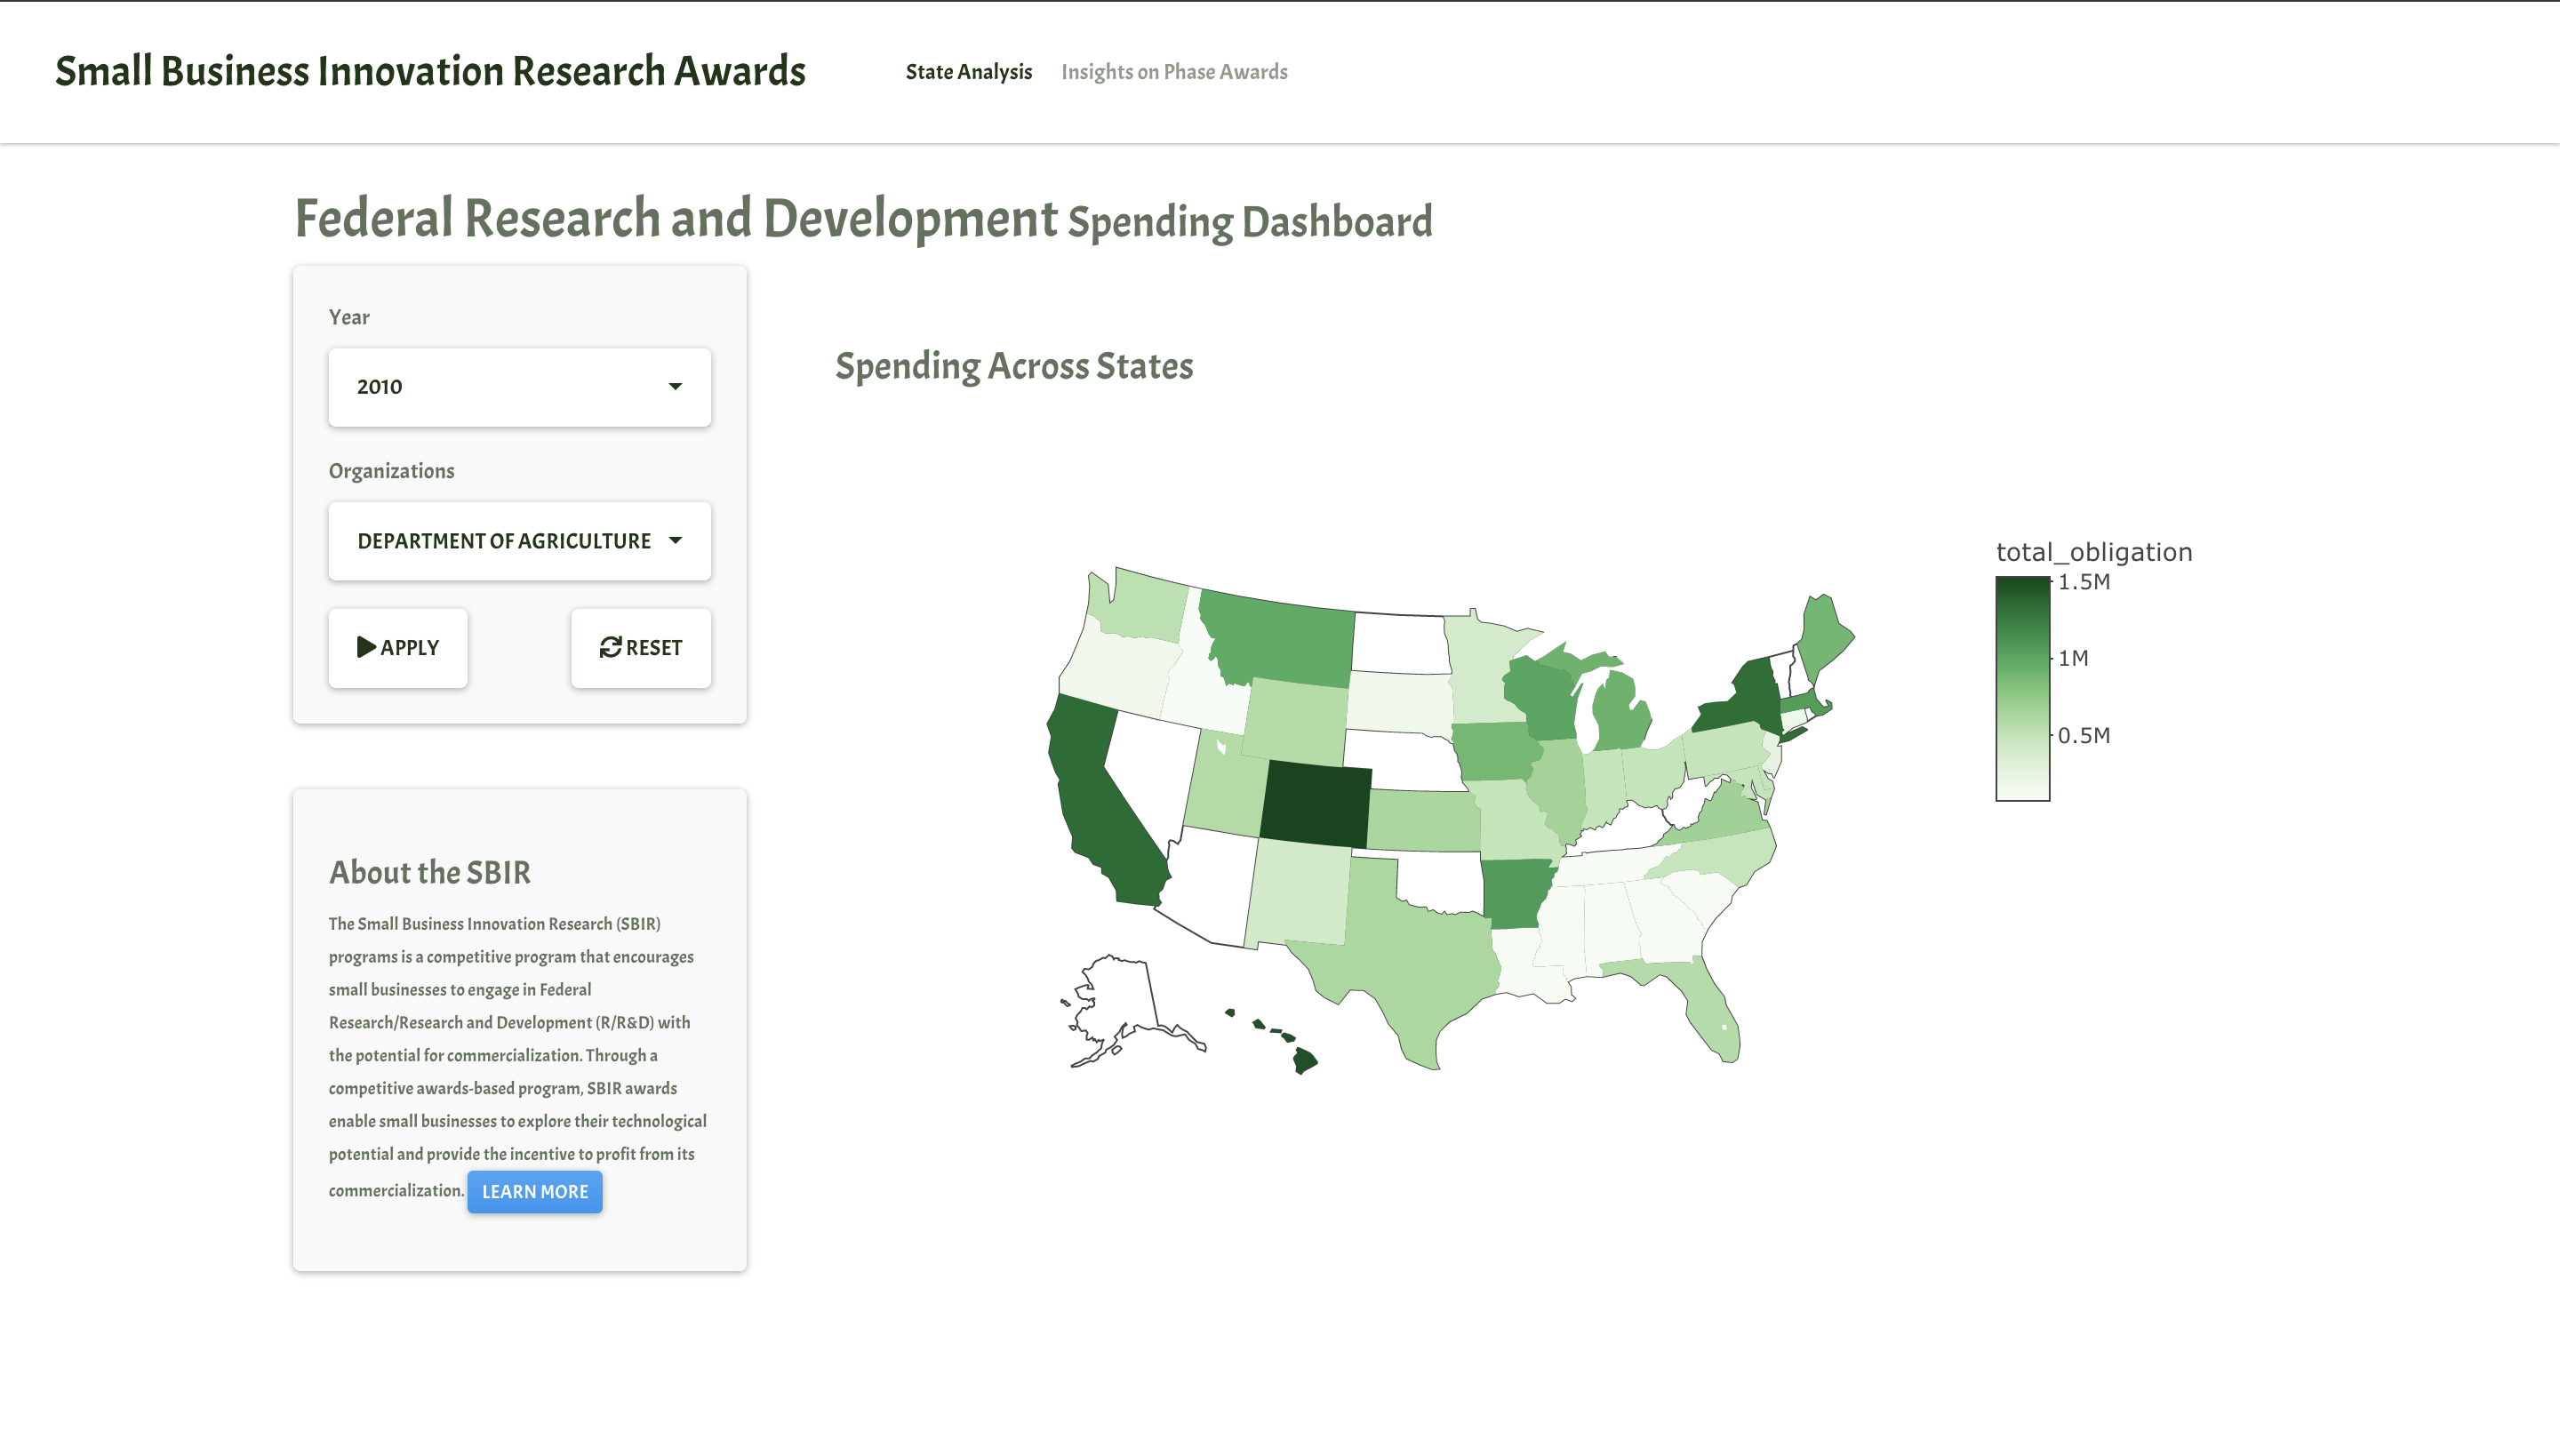 Small Business Innovation Research Awards
State Analysis
Insights on Phase Awards
Federal Research and Development Spending Dashboard
Year
2010
Organizations
DEPARTMENT OF AGRICULTURE
APPLY
RESET
About the SBIR
The Small Business Innovation Research (SBIR)
programs is a competitive program that encourages
small businesses to engage in Federal
Research/Research and Development (R/R&D) with
the potential for commercialization. Through a
competitive awards-based program, SBIR awards
enable small businesses to explore their technological
potential and provide the incentive to profit from its
commercialization. LEARN MORE
Spending Across States
total_obligation
1.5M
1M
0.5M